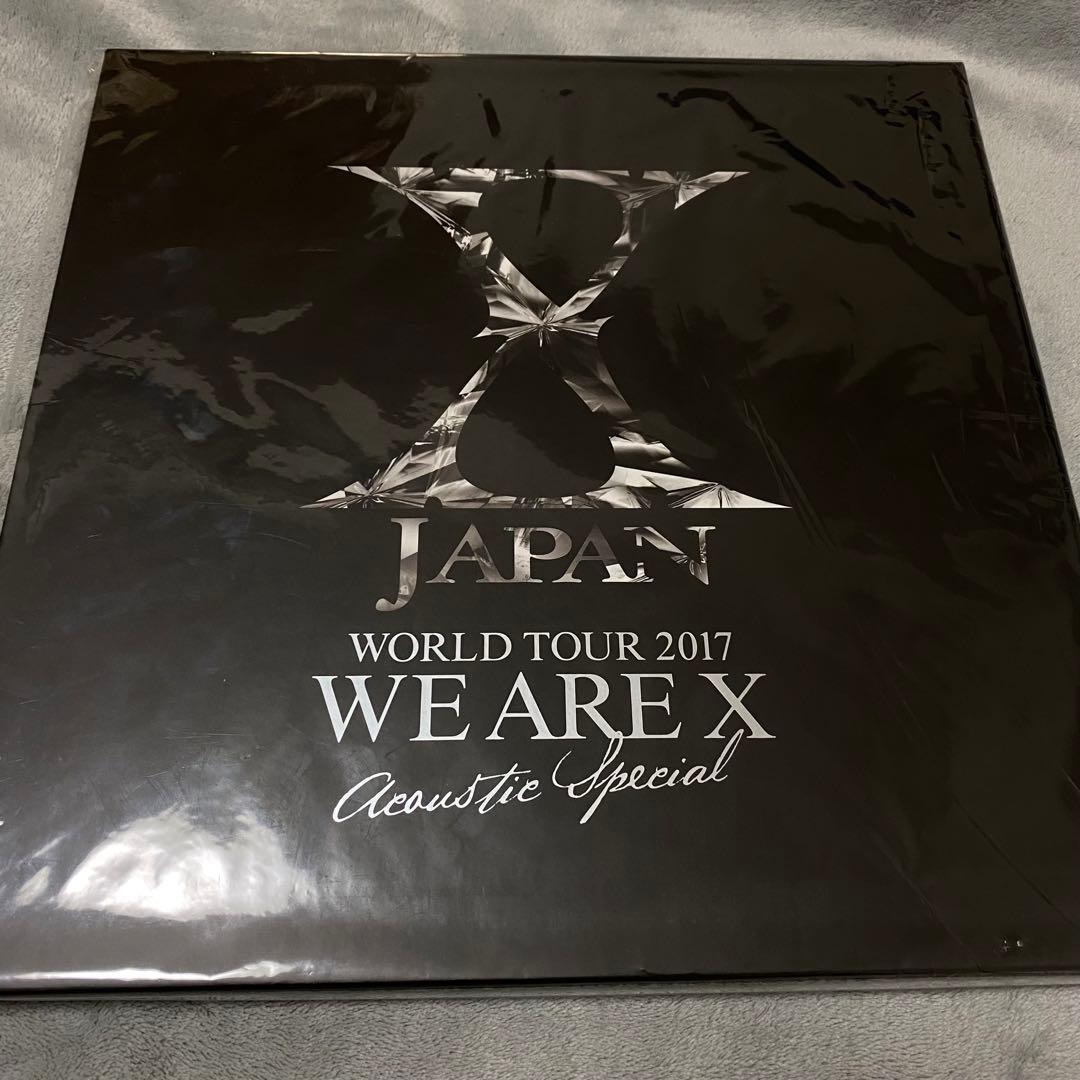 X
JAPAN
WORLD TOUR 2017
WE ARE X
Acoustic Special